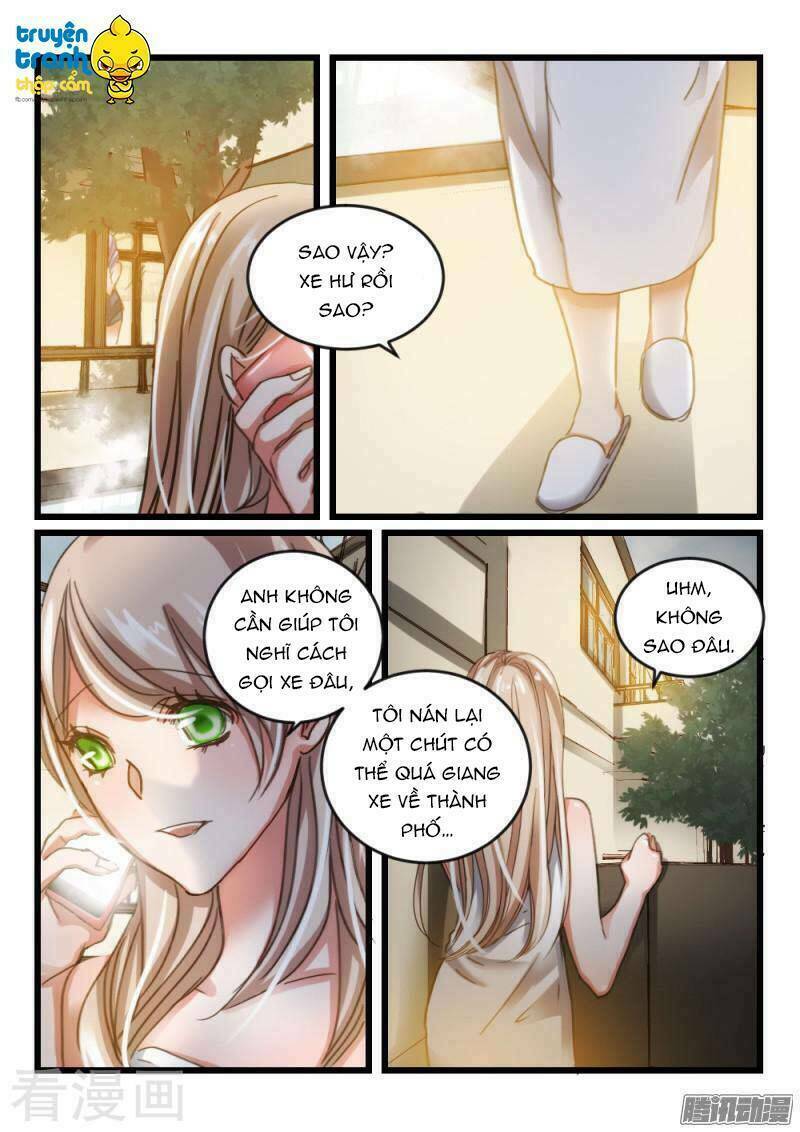 truyện
tranh
thập cẩm
SAO VẬY?
XE HƯ RỒI
SAO?
ANH KHÔNG
CẦN GIÚP TÔI
NGHĨ CÁCH
GỌI XE ĐÂU,
TÔI NÁN LẠI
MỘT CHÚT CÓ
THỂ QUÁ GIANG
XE VỀ THÀNH
PHỐ...
UHM,
KHÔNG
SAO ĐÂU.
看漫画
腾讯动漫